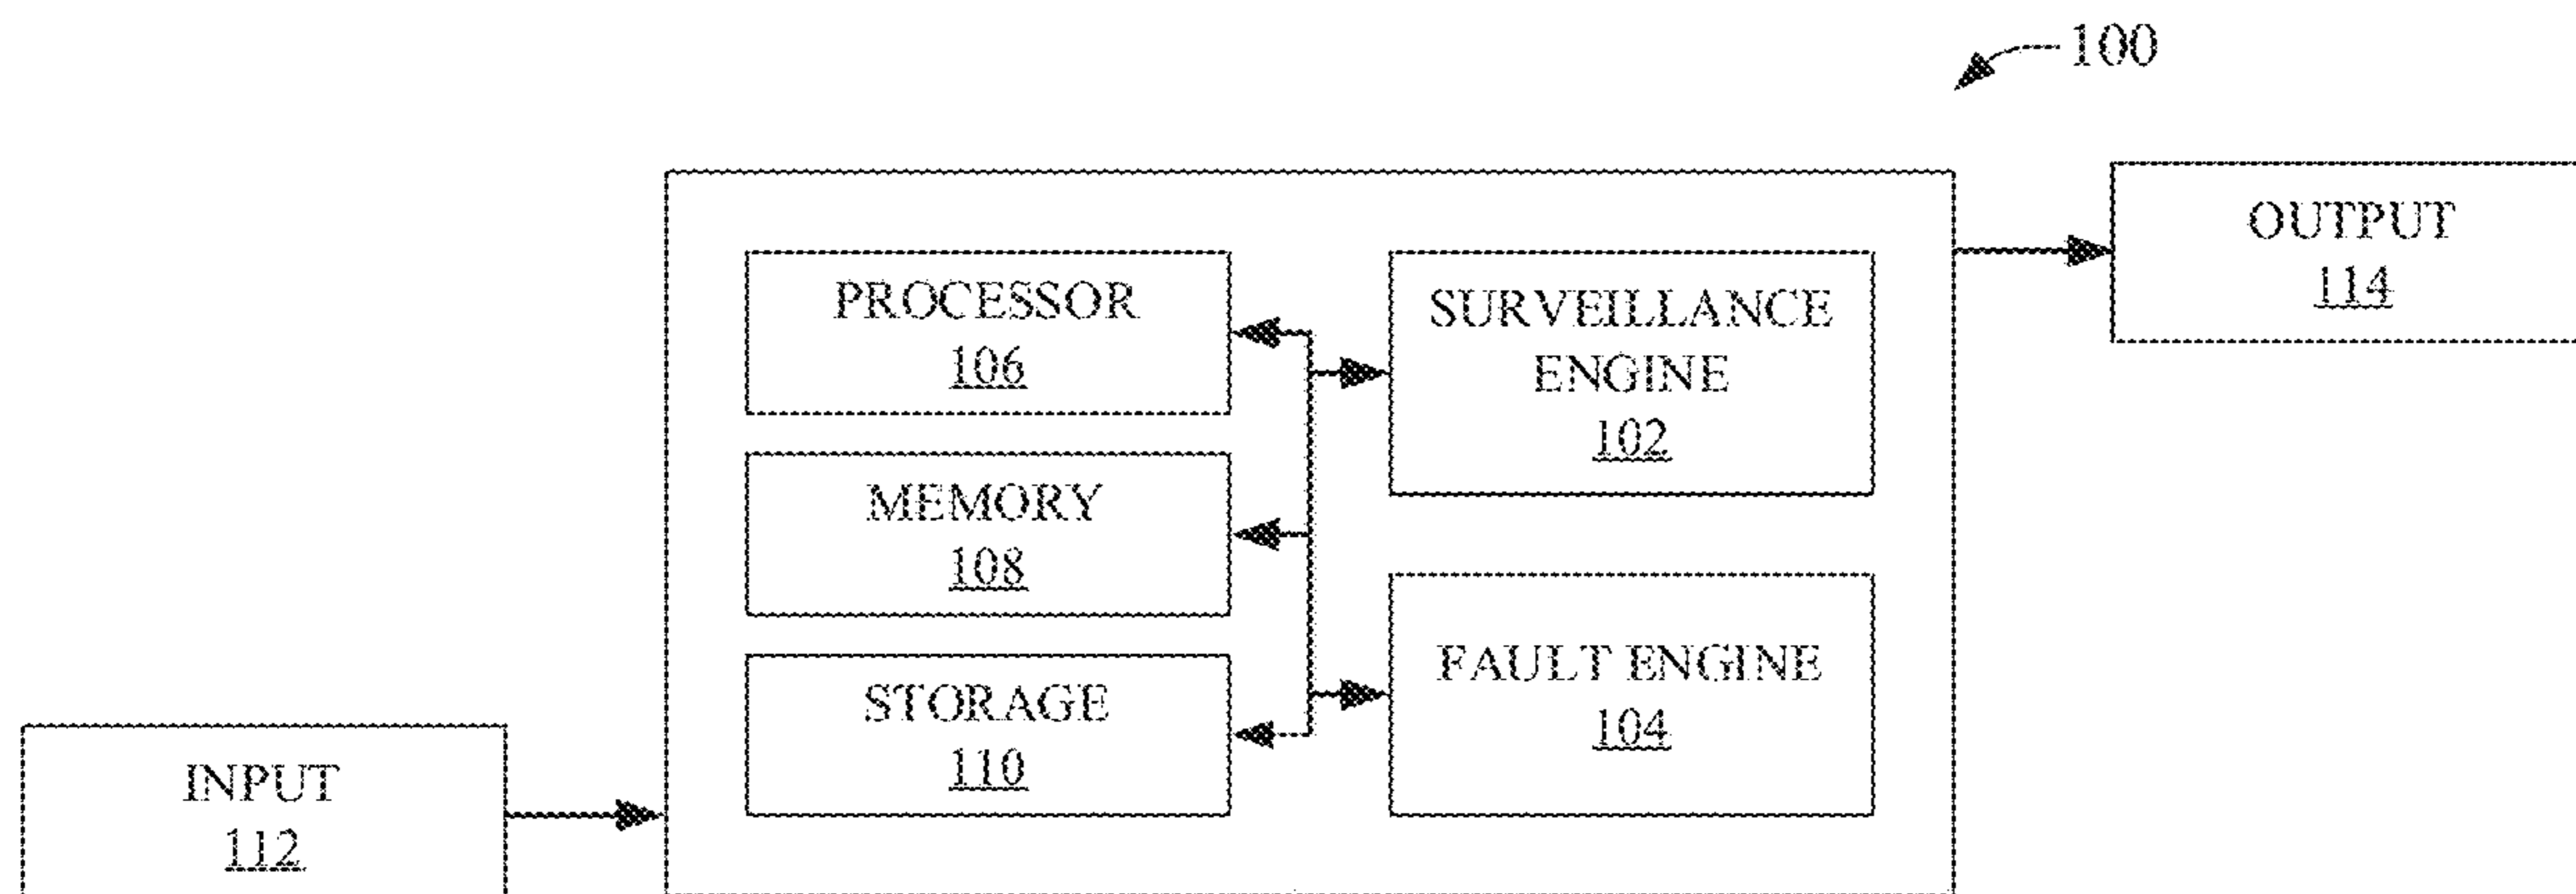 100
OUTPUT
114
PROCESSOR
106
SURVEILLANCE
ENGINE
102
MEMORY
108
FAULT ENGINE
104
STORAGE
110
INPUT
112